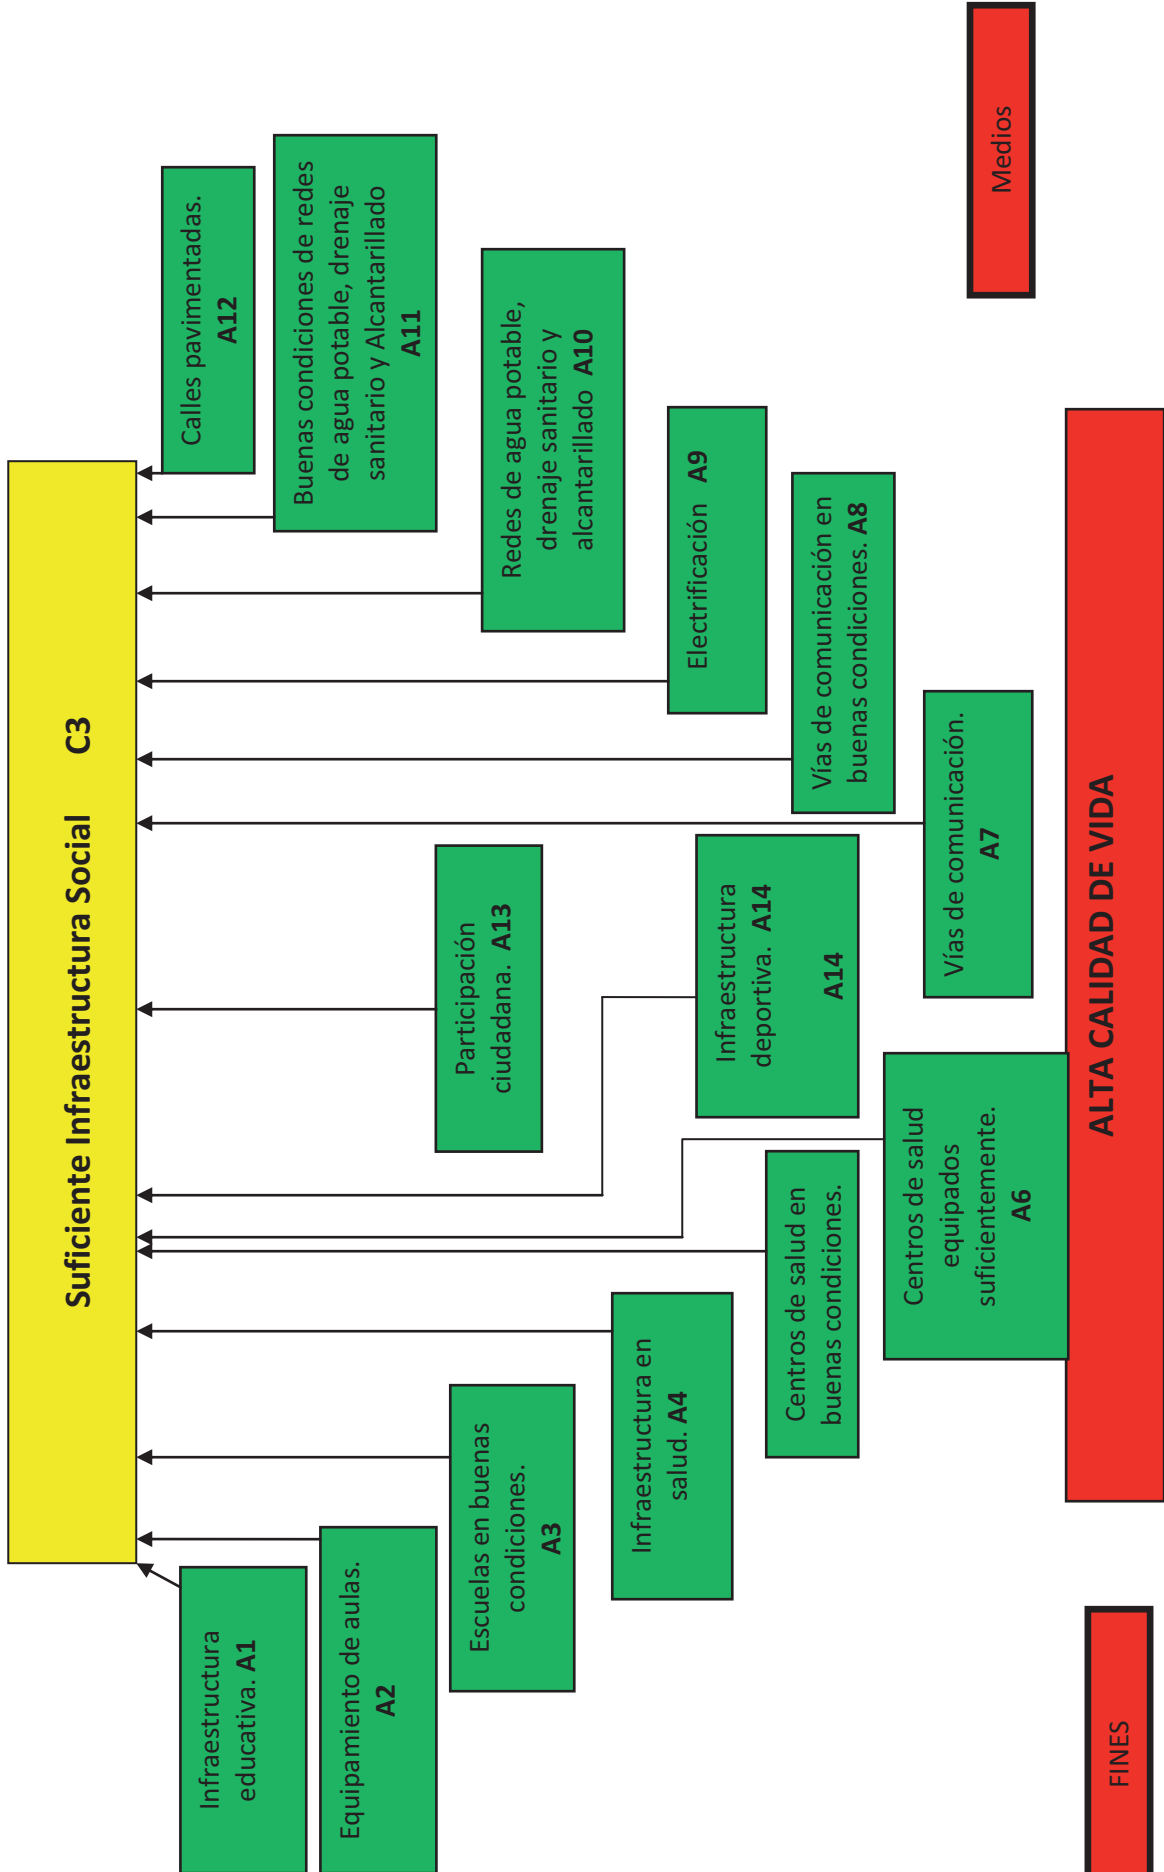 Suficiente Infraestructura Social C3
Infraestructura
educativa. A1
Equipamiento de aulas.
A2
Escuelas en buenas
condiciones.
A3
Infraestructura en
salud. A4
Centros de salud en
buenas condiciones.
Centros de salud
equipados
suficientemente.
A6
Participación
ciudadana. A13
Infraestructura
deportiva. A14
A14
Vías de comunicación.
A7
Vías de comunicación en
buenas condiciones. A8
Electrificación A9
Redes de agua potable,
drenaje sanitario y
alcantarillado A10
Buenas condiciones de redes
de agua potable, drenaje
sanitario y Alcantarillado
A11
Calles pavimentadas.
A12
FINES
ALTA CALIDAD DE VIDA
Medios